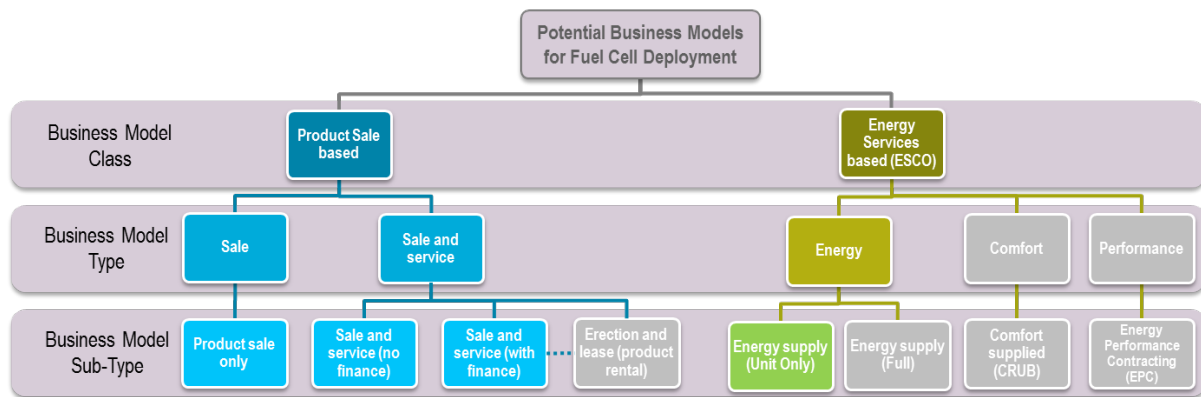 Potential Business Models
for Fuel Cell Deployment
Business Model
Class
Product Sale
based
Energy
Services
based (ESCO)
Business Model
Type
Sale
Sale and
service
Energy
Comfort
Performance
Business Model
Sub-Type
Product sale
only
Sale and
service (no
finance)
Sale and
service (with
finance)
Erection and
lease (product
rental)
Energy supply
(Unit Only)
Energy supply
(Full)
Comfort
supplied
(CRUB)
Energy
Performance
Contracting
(EPC)